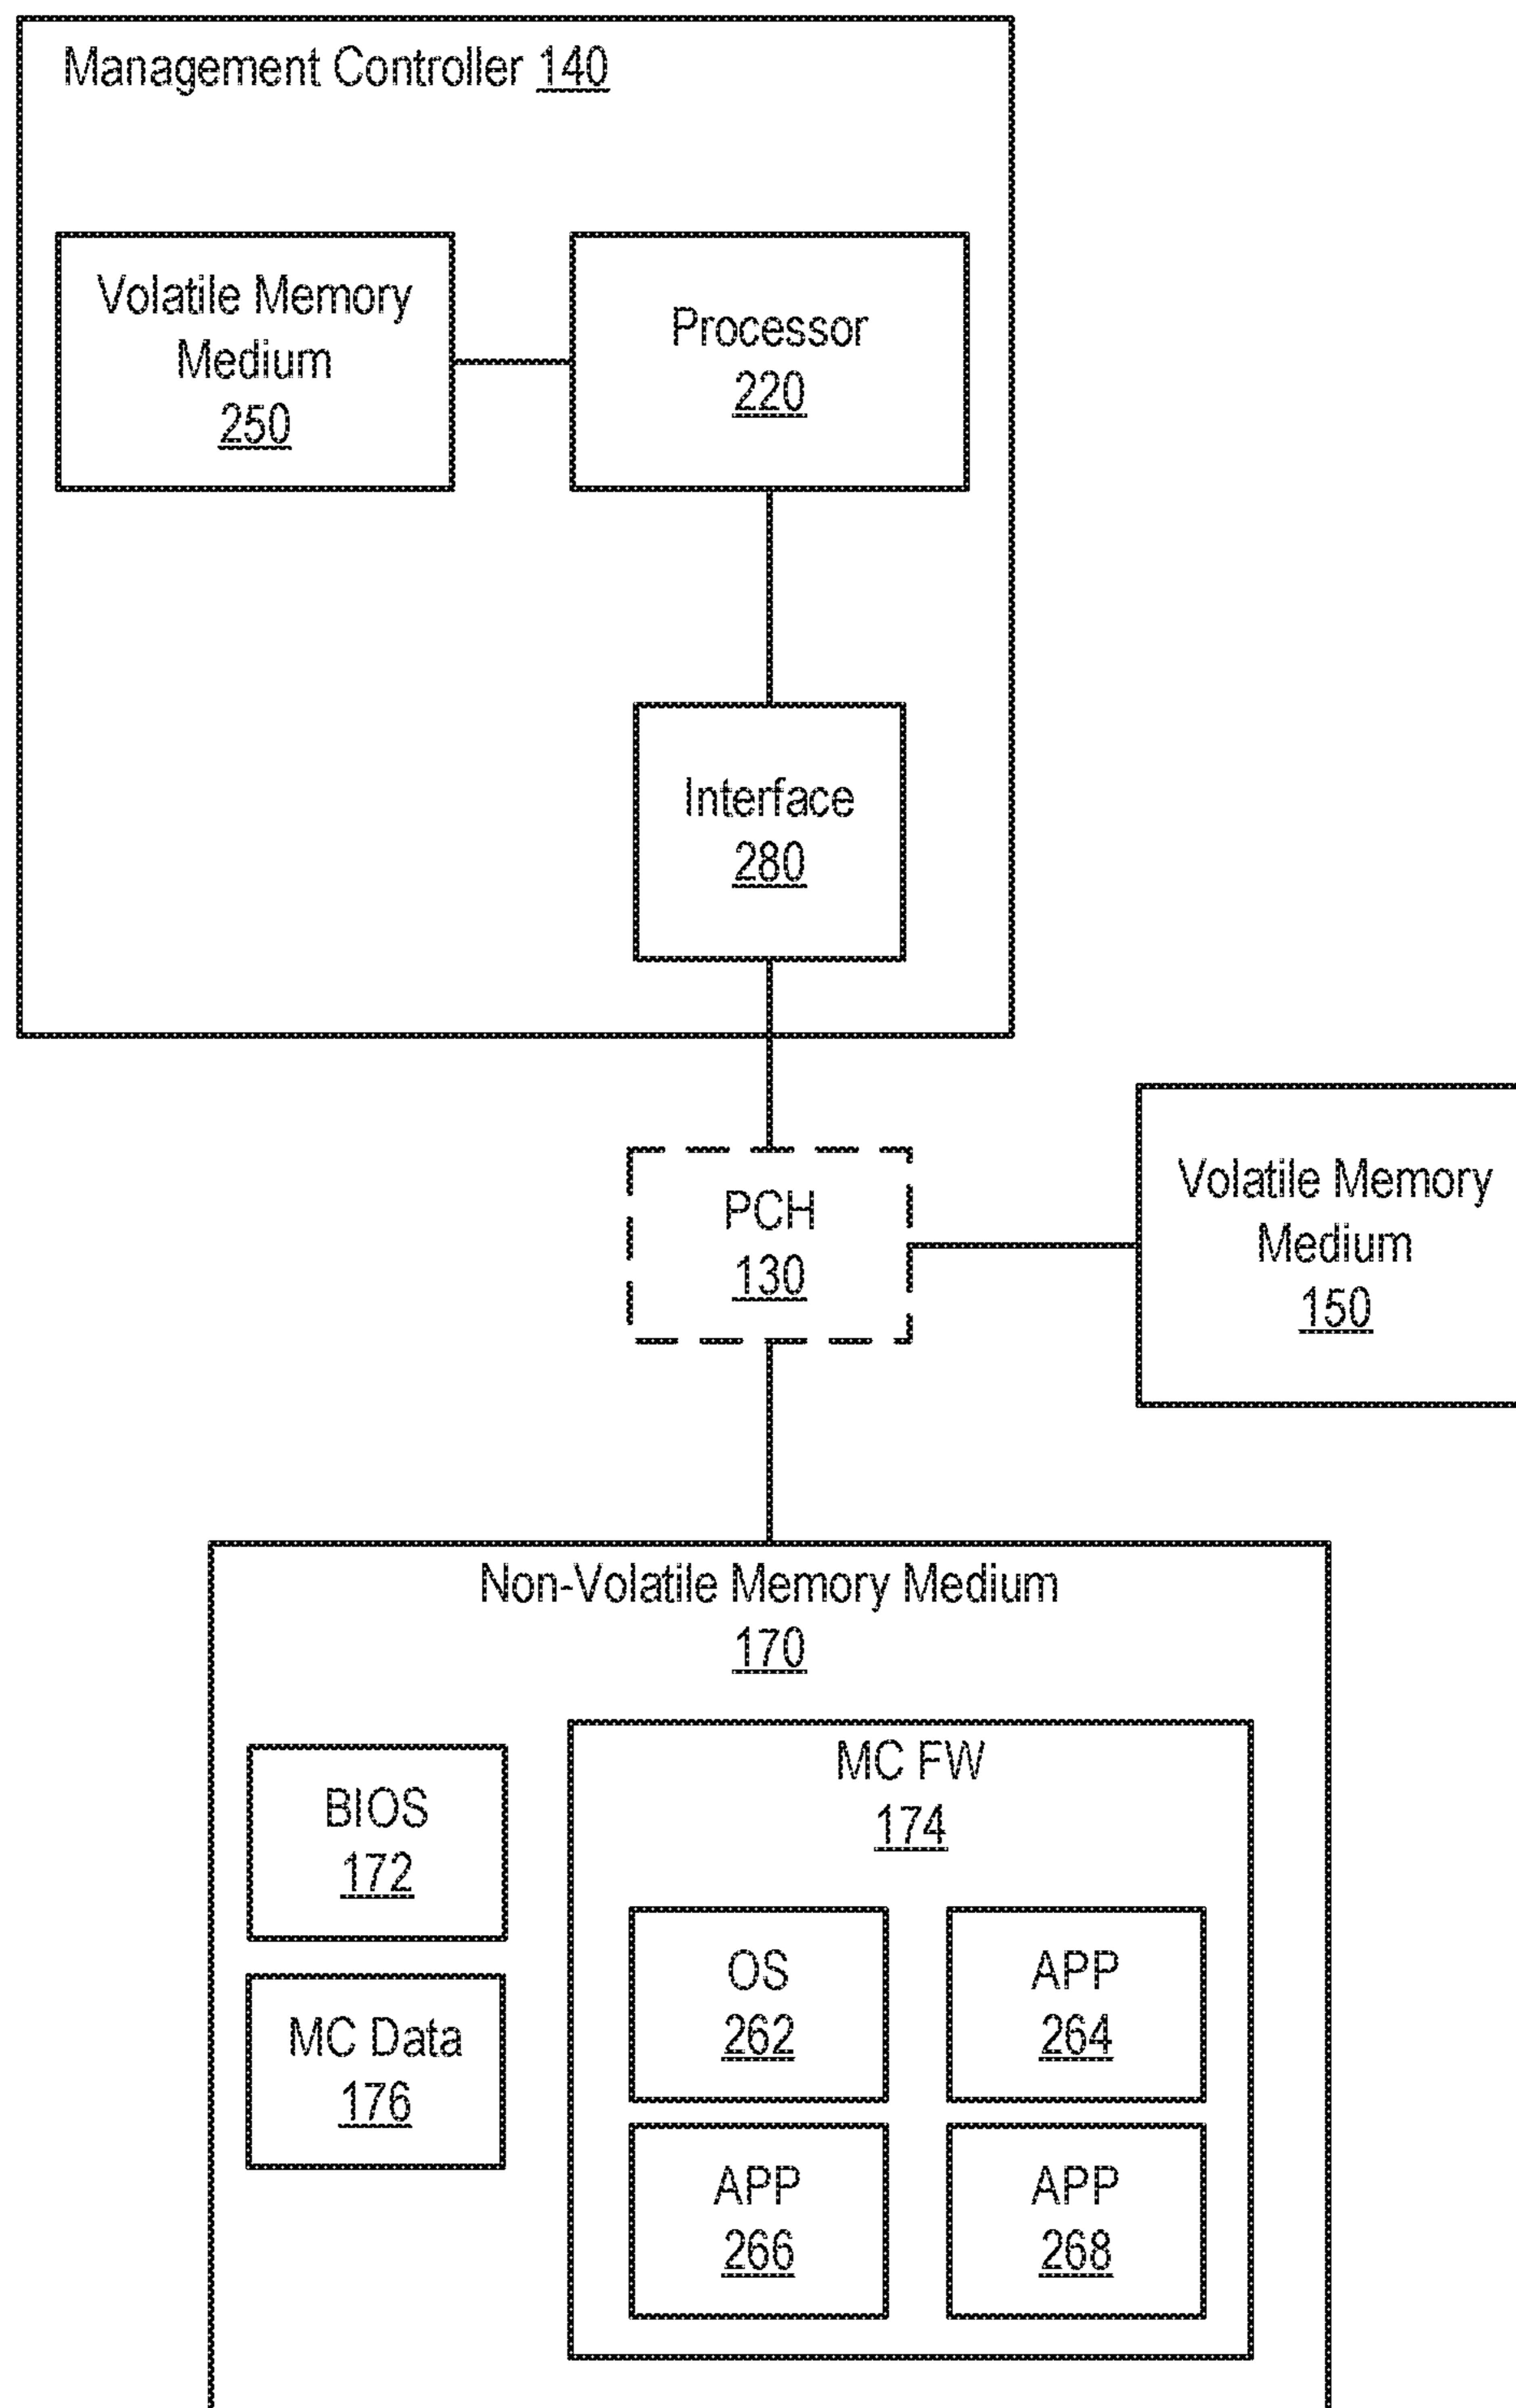 Management Controller 140
Volatile Memory
Medium
250
Processor
220
Interface
280
PCH
130
Volatile Memory
Medium
150
Non-Volatile Memory Medium
170
BIOS
172
MC Data
176
MC FW
174
OS
262
APP
264
APP
266
APP
268